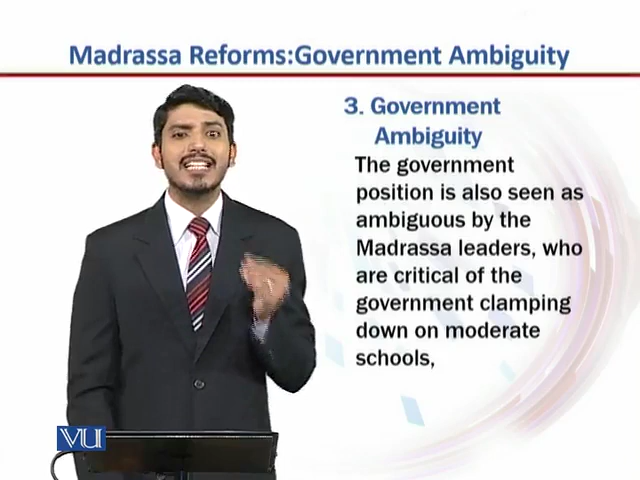 Madrassa Reforms:Government Ambiguity
3. Government
Ambiguity
The government
position is also seen as
ambiguous by the
Madrassa leaders, who
are critical of the
government clamping
down on moderate
schools,
VU